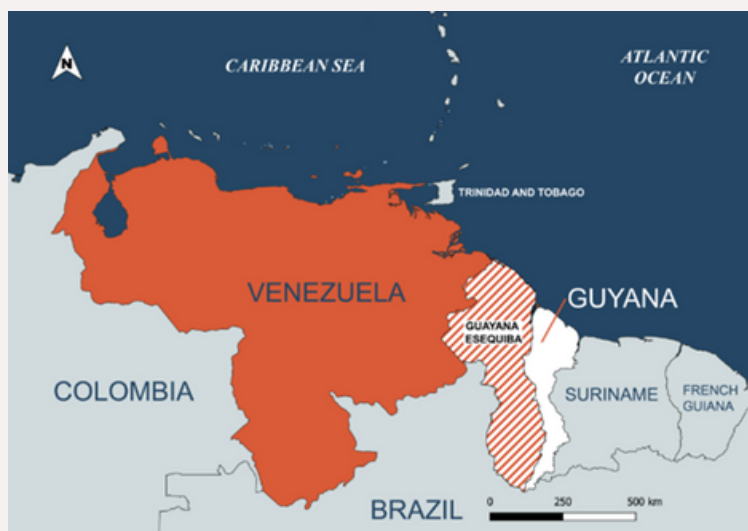 N
CARIBBEAN SEA
ATLANTIC
OCEAN
TRINIDAD AND TOBAGO
VENEZUELA
GUYANA
GUAYANA
ESEQUIBA
COLOMBIA
SURINAME
FRENCH
GUIANA
BRAZIL
0 250 500 km